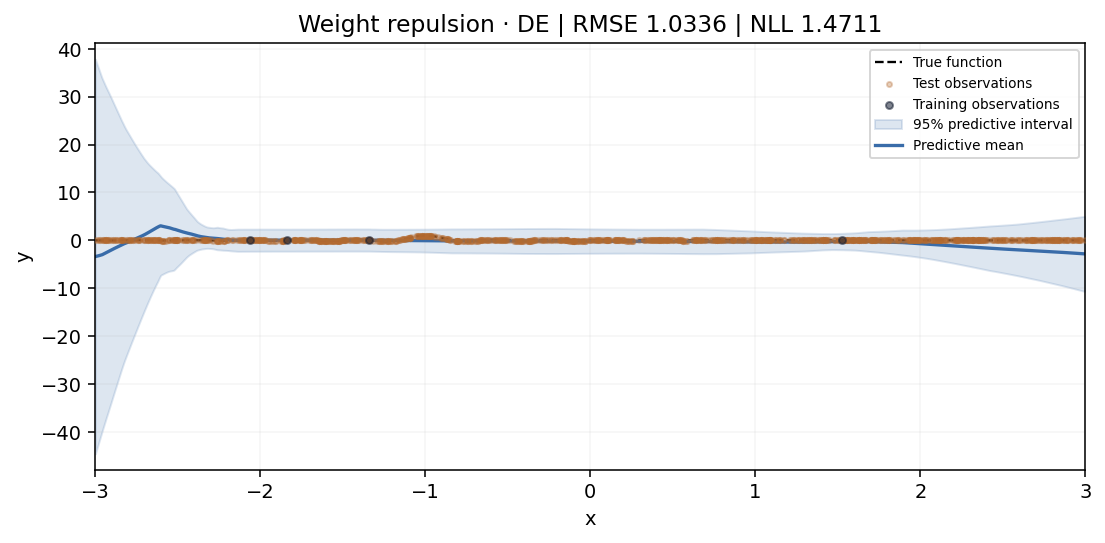 Weight repulsion · DE | RMSE 1.0336 | NLL 1.4711
True function
Test observations
Training observations
95% predictive interval
Predictive mean
40
30
20
10
0
−10
−20
−30
−40
y
−3
−2
−1
0
1
2
3
x